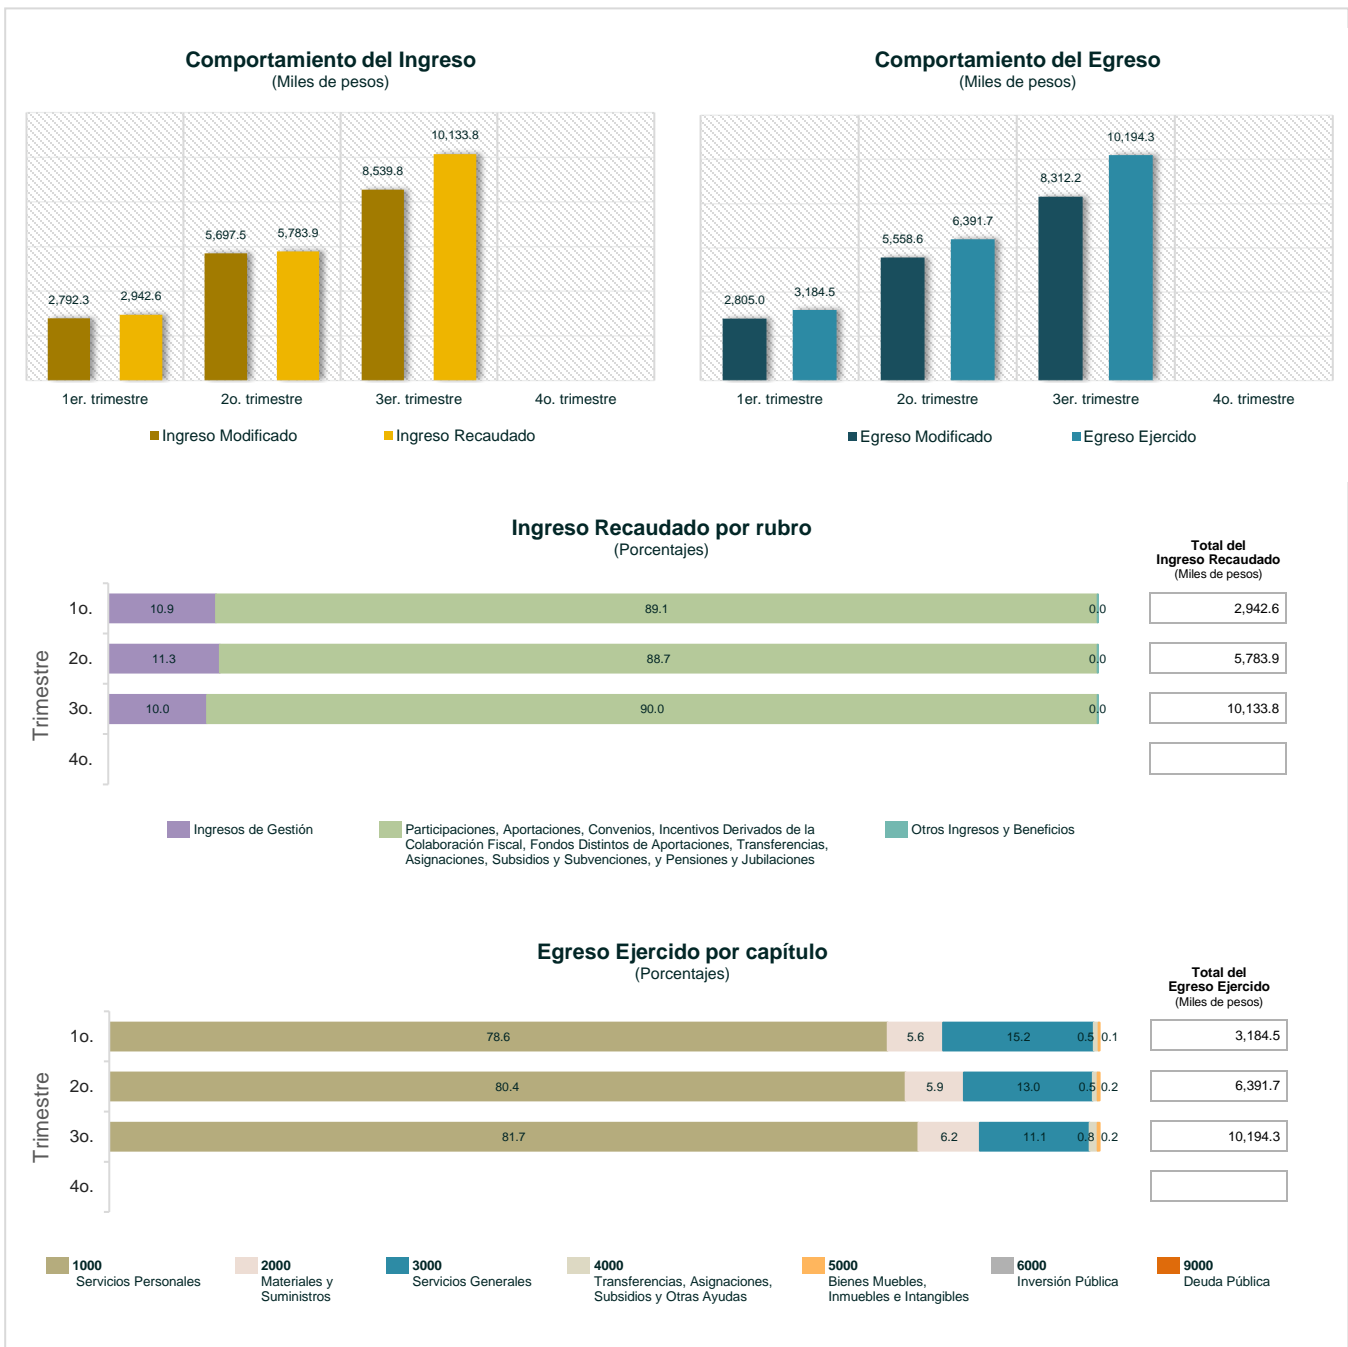 Comportamiento del Ingreso
(Miles de pesos)
2,792.3
2,942.6
5,697.5
5,783.9
8,539.8
10,133.8
1er. trimestre
2o. trimestre
3er. trimestre
4o. trimestre
Ingreso Modificado
Ingreso Recaudado
Comportamiento del Egreso
(Miles de pesos)
2,805.0
3,184.5
5,558.6
6,391.7
8,312.2
10,194.3
1er. trimestre
2o. trimestre
3er. trimestre
4o. trimestre
Egreso Modificado
Egreso Ejercido
Ingreso Recaudado por rubro
(Porcentajes)
Total del
Ingreso Recaudado
(Miles de pesos)
Trimestre
1o.
10.9
89.1
0.0
2,942.6
2o.
11.3
88.7
0.0
5,783.9
3o.
10.0
90.0
0.0
10,133.8
4o.
Ingresos de Gestión
Participaciones, Aportaciones, Convenios, Incentivos Derivados de la
Colaboración Fiscal, Fondos Distintos de Aportaciones, Transferencias,
Asignaciones, Subsidios y Subvenciones, y Pensiones y Jubilaciones
Otros Ingresos y Beneficios
Egreso Ejercido por capítulo
(Porcentajes)
Total del
Egreso Ejercido
(Miles de pesos)
Trimestre
1o.
78.6
5.6
15.2
0.5
0.1
3,184.5
2o.
80.4
5.9
13.0
0.5
0.2
6,391.7
3o.
81.7
6.2
11.1
0.8
0.2
10,194.3
4o.
1000
Servicios Personales
2000
Materiales y
Suministros
3000
Servicios Generales
4000
Transferencias, Asignaciones,
Subsidios y Otras Ayudas
5000
Bienes Muebles,
Inmuebles e Intangibles
6000
Inversión Pública
9000
Deuda Pública